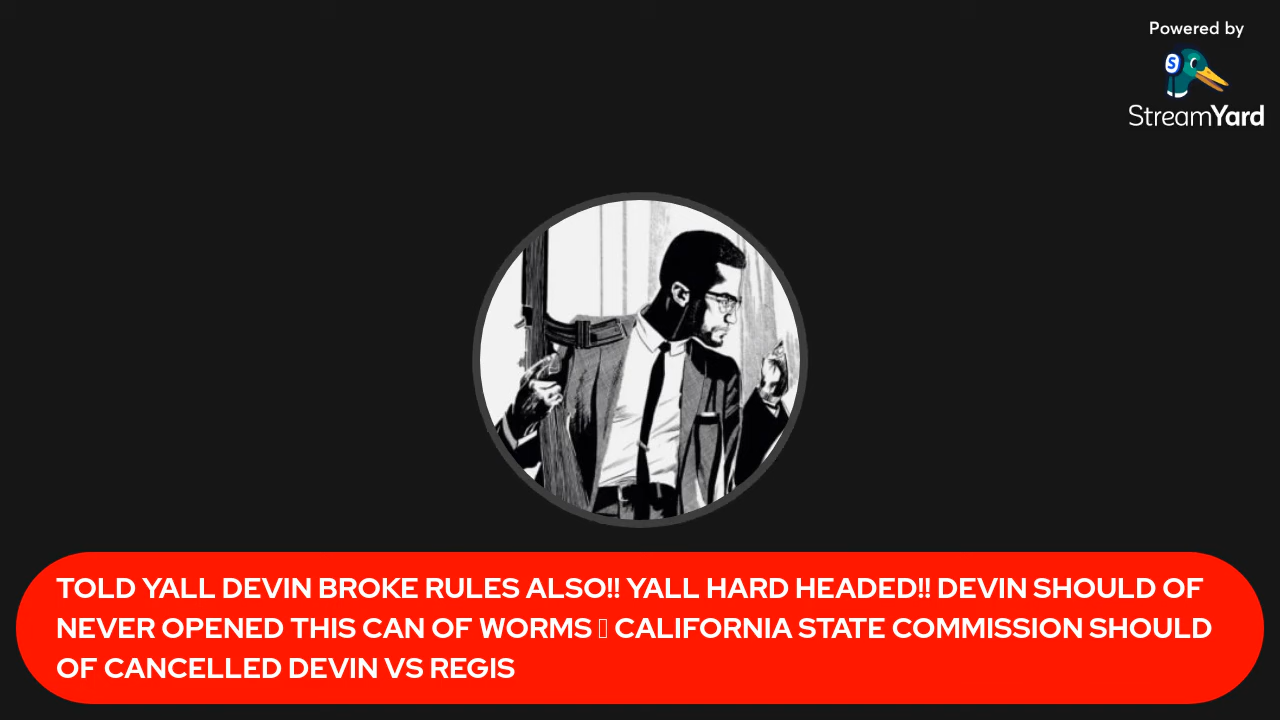 Powered by
S
StreamYard
TOLD YALL DEVIN BROKE RULES ALSO!! YALL HARD HEADED!! DEVIN SHOULD OF
NEVER OPENED THIS CAN OF WORMS ▯ CALIFORNIA STATE COMMISSION SHOULD
OF CANCELLED DEVIN VS REGIS